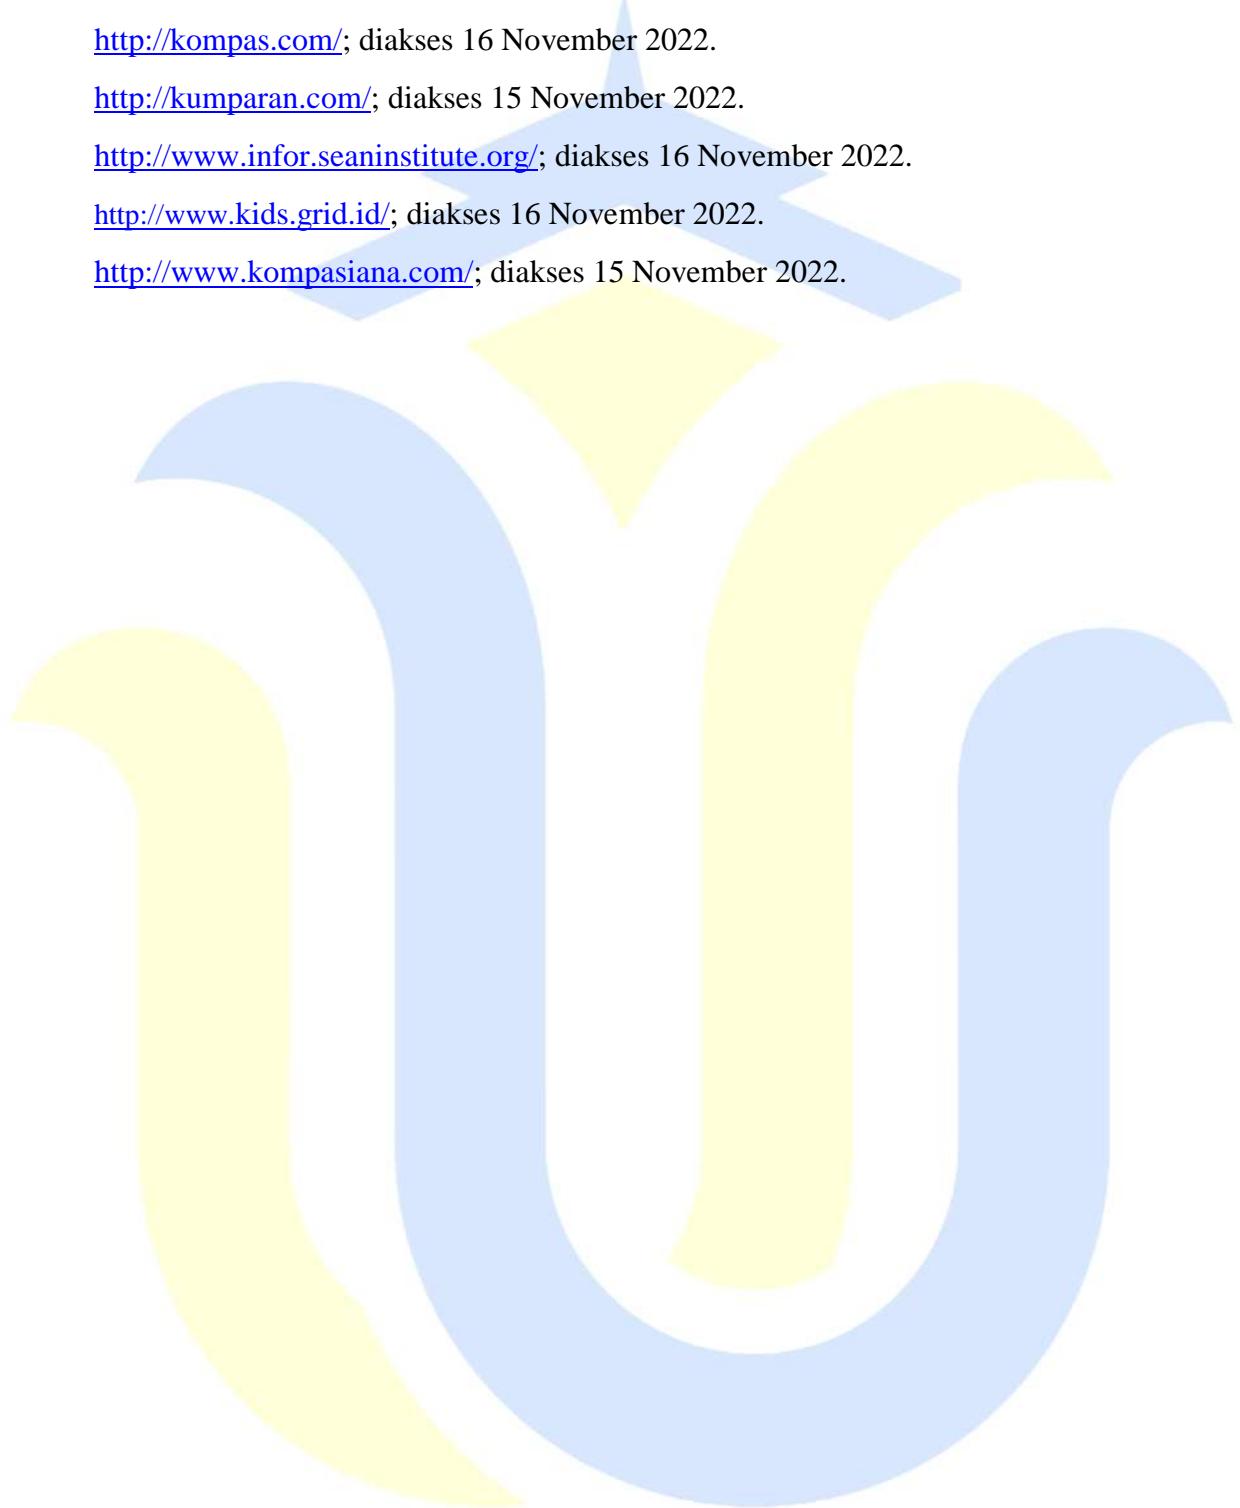 http://kompas.com/; diakses 16 November 2022.
http://kumparan.com/; diakses 15 November 2022.
http://www.infor.seaninstitute.org/; diakses 16 November 2022.
http://www.kids.grid.id/; diakses 16 November 2022.
http://www.kompasiana.com/; diakses 15 November 2022.